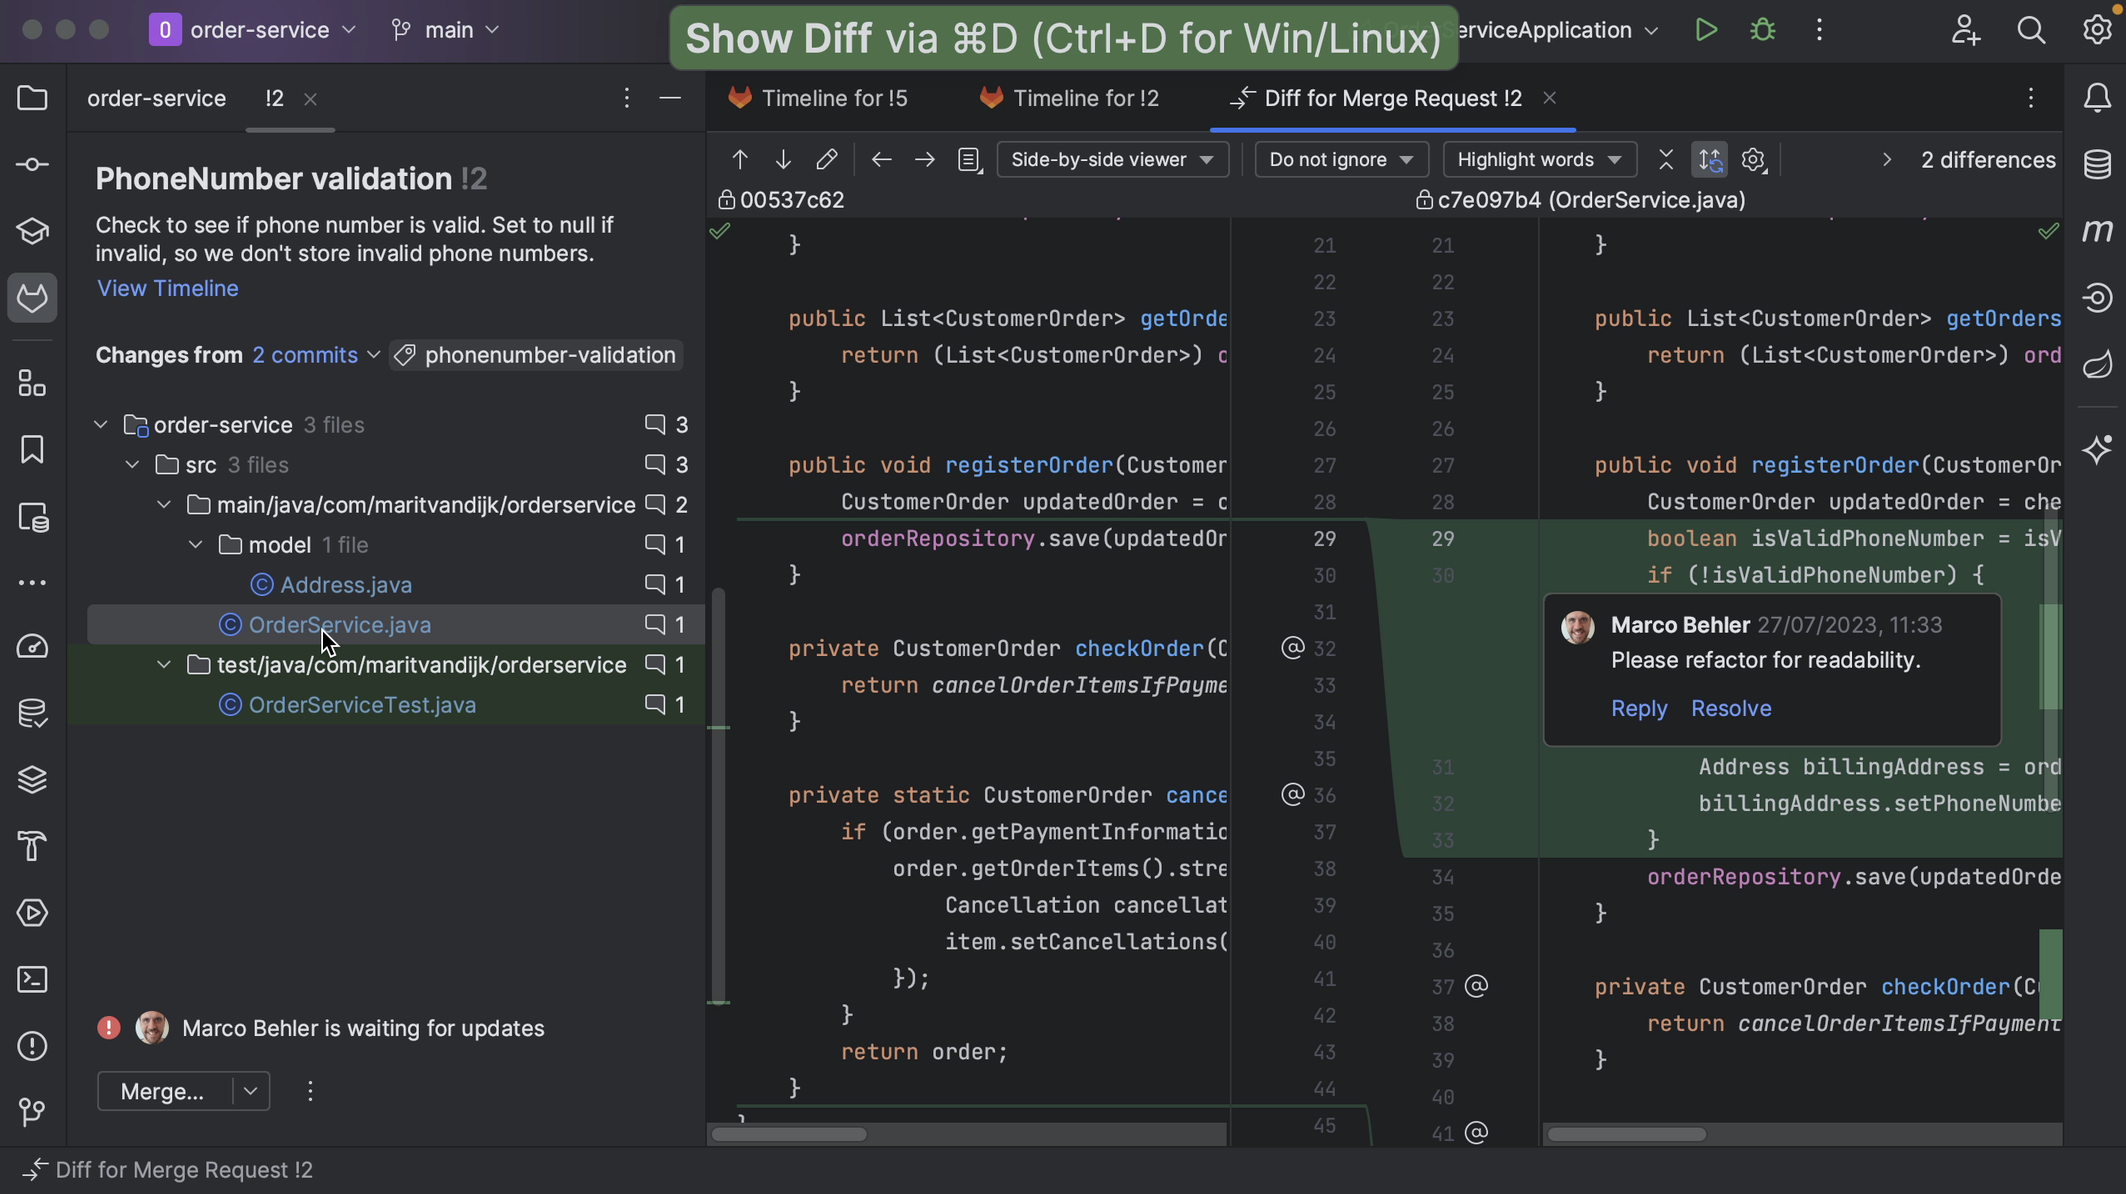 0 order-service main
Show Diff via ⌘D (Ctrl+D for Win/Linux)
erviceApplication
order-service !2
Timeline for !5 Timeline for !2 Diff for Merge Request !2
PhoneNumber validation !2
Check to see if phone number is valid. Set to null if
invalid, so we don't store invalid phone numbers.
View Timeline
Changes from 2 commits phonenumber-validation
order-service 3 files 3
src 3 files 3
main/java/com/maritvandijk/orderservice 2
model 1 file 1
Address.java 1
OrderService.java 1
test/java/com/maritvandijk/orderservice 1
OrderServiceTest.java 1
Marco Behler is waiting for updates
Merge...
Side-by-side viewer Do not ignore Highlight words 2 differences
00537c62
} 21
22
public List<CustomerOrder> getOrde 23
return (List<CustomerOrder>) o 24
} 25
26
public void registerOrder(Customer 27
CustomerOrder updatedOrder = c 28
orderRepository.save(updatedOr 29
} 30
31
private CustomerOrder checkOrder(C @ 32
return cancelOrderItemsIfPayme 33
} 34
35
private static CustomerOrder cance @ 36
if (order.getPaymentInformatio 37
order.getOrderItems().stre 38
Cancellation cancellat 39
item.setCancellations( 40
}); 41
} 42
return order; 43
} 44
} 45
c7e097b4 (OrderService.java)
21 }
22
23 public List<CustomerOrder> getOrders
24 return (List<CustomerOrder>) ord
25 }
26
27 public void registerOrder(CustomerOr
28 CustomerOrder updatedOrder = che
29 boolean isValidPhoneNumber = isV
30 if (!isValidPhoneNumber) {
Marco Behler 27/07/2023, 11:33
Please refactor for readability.
Reply Resolve
31 Address billingAddress = ord
32 billingAddress.setPhoneNumbe
33 }
34 orderRepository.save(updatedOrde
35 }
36
37 @ private CustomerOrder checkOrder(Cu
38 return cancelOrderItemsIfPayment
39 }
40
41 @
Diff for Merge Request !2